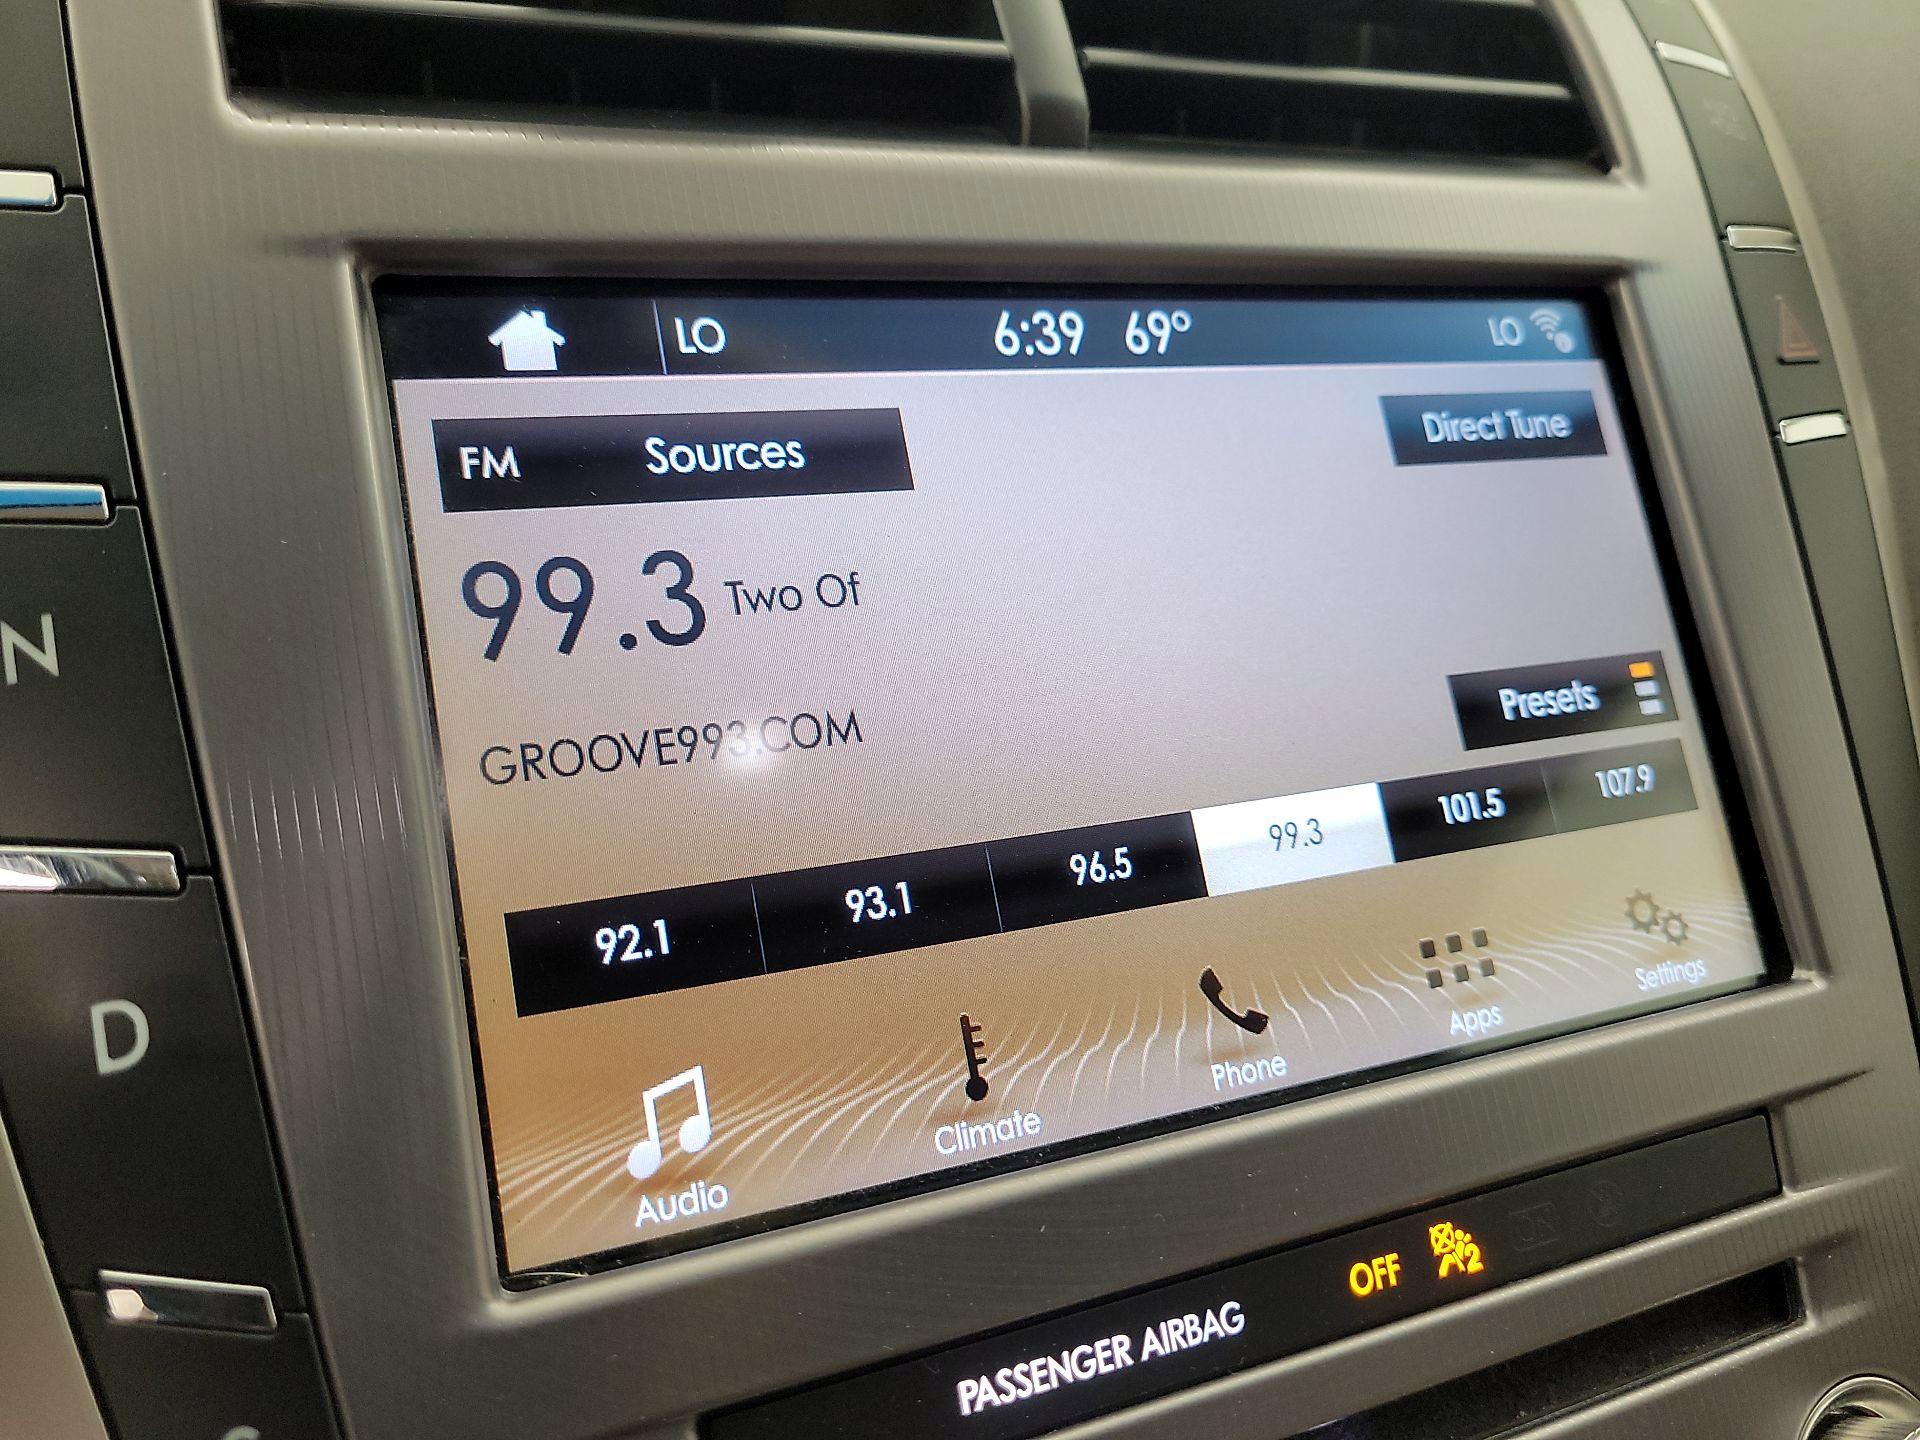 LO 6:39 69° LO
FM Sources Direct Tune
99.3 Two Of
Presets
GROOVE993.COM
92.1 93.1 96.5 99.3 101.5 107.9
Audio Climate Phone Apps Settings
PASSENGER AIRBAG OFF 2
N
D